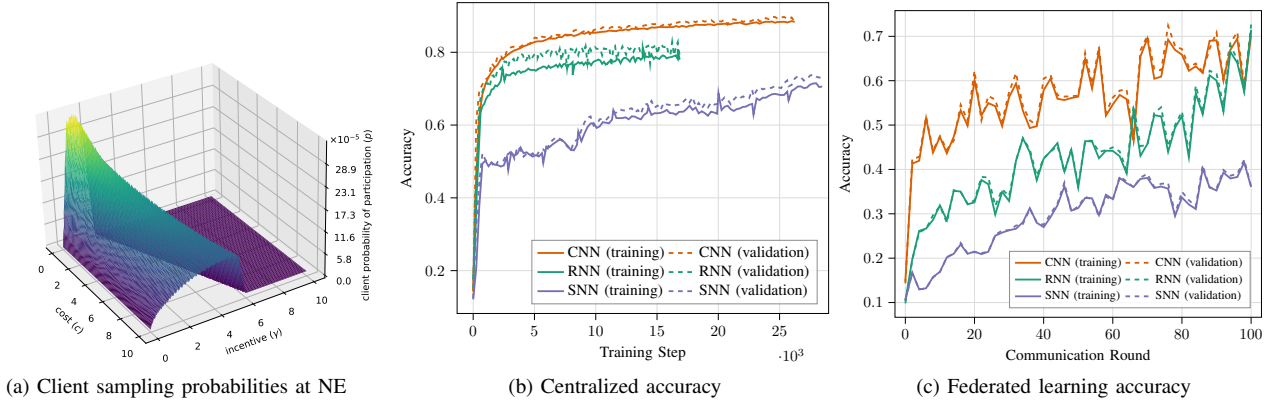 ×10⁻⁵
28.9
23.1
17.3
11.6
5.8
0.0
client probability of participation (p)
0
2
4
6
8
10
cost (c)
0
2
4
6
8
10
incentive (γ)
(a) Client sampling probabilities at NE
0.8
0.6
0.4
0.2
Accuracy
CNN (training) CNN (validation)
RNN (training) RNN (validation)
SNN (training) SNN (validation)
0 5 10 15 20 25
Training Step
·10³
(b) Centralized accuracy
0.7
0.6
0.5
0.4
0.3
0.2
0.1
Accuracy
CNN (training) CNN (validation)
RNN (training) RNN (validation)
SNN (training) SNN (validation)
0 20 40 60 80 100
Communication Round
(c) Federated learning accuracy